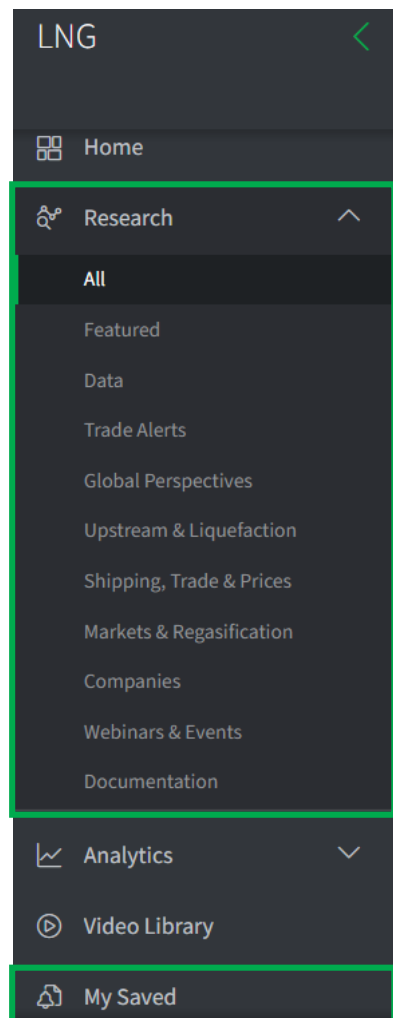 LNG
Home
Research
All
Featured
Data
Trade Alerts
Global Perspectives
Upstream & Liquefaction
Shipping, Trade & Prices
Markets & Regasification
Companies
Webinars & Events
Documentation
Analytics
Video Library
My Saved